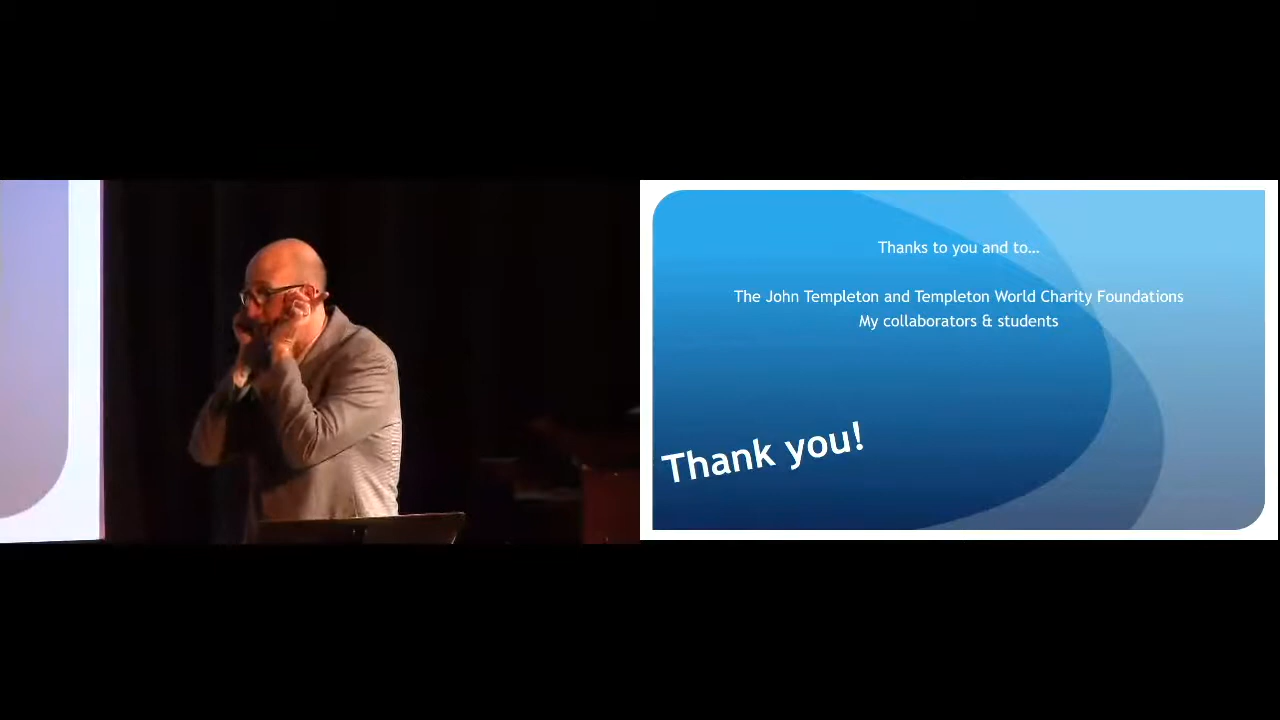 Thanks to you and to…
The John Templeton and Templeton World Charity Foundations
My collaborators & students
Thank you!